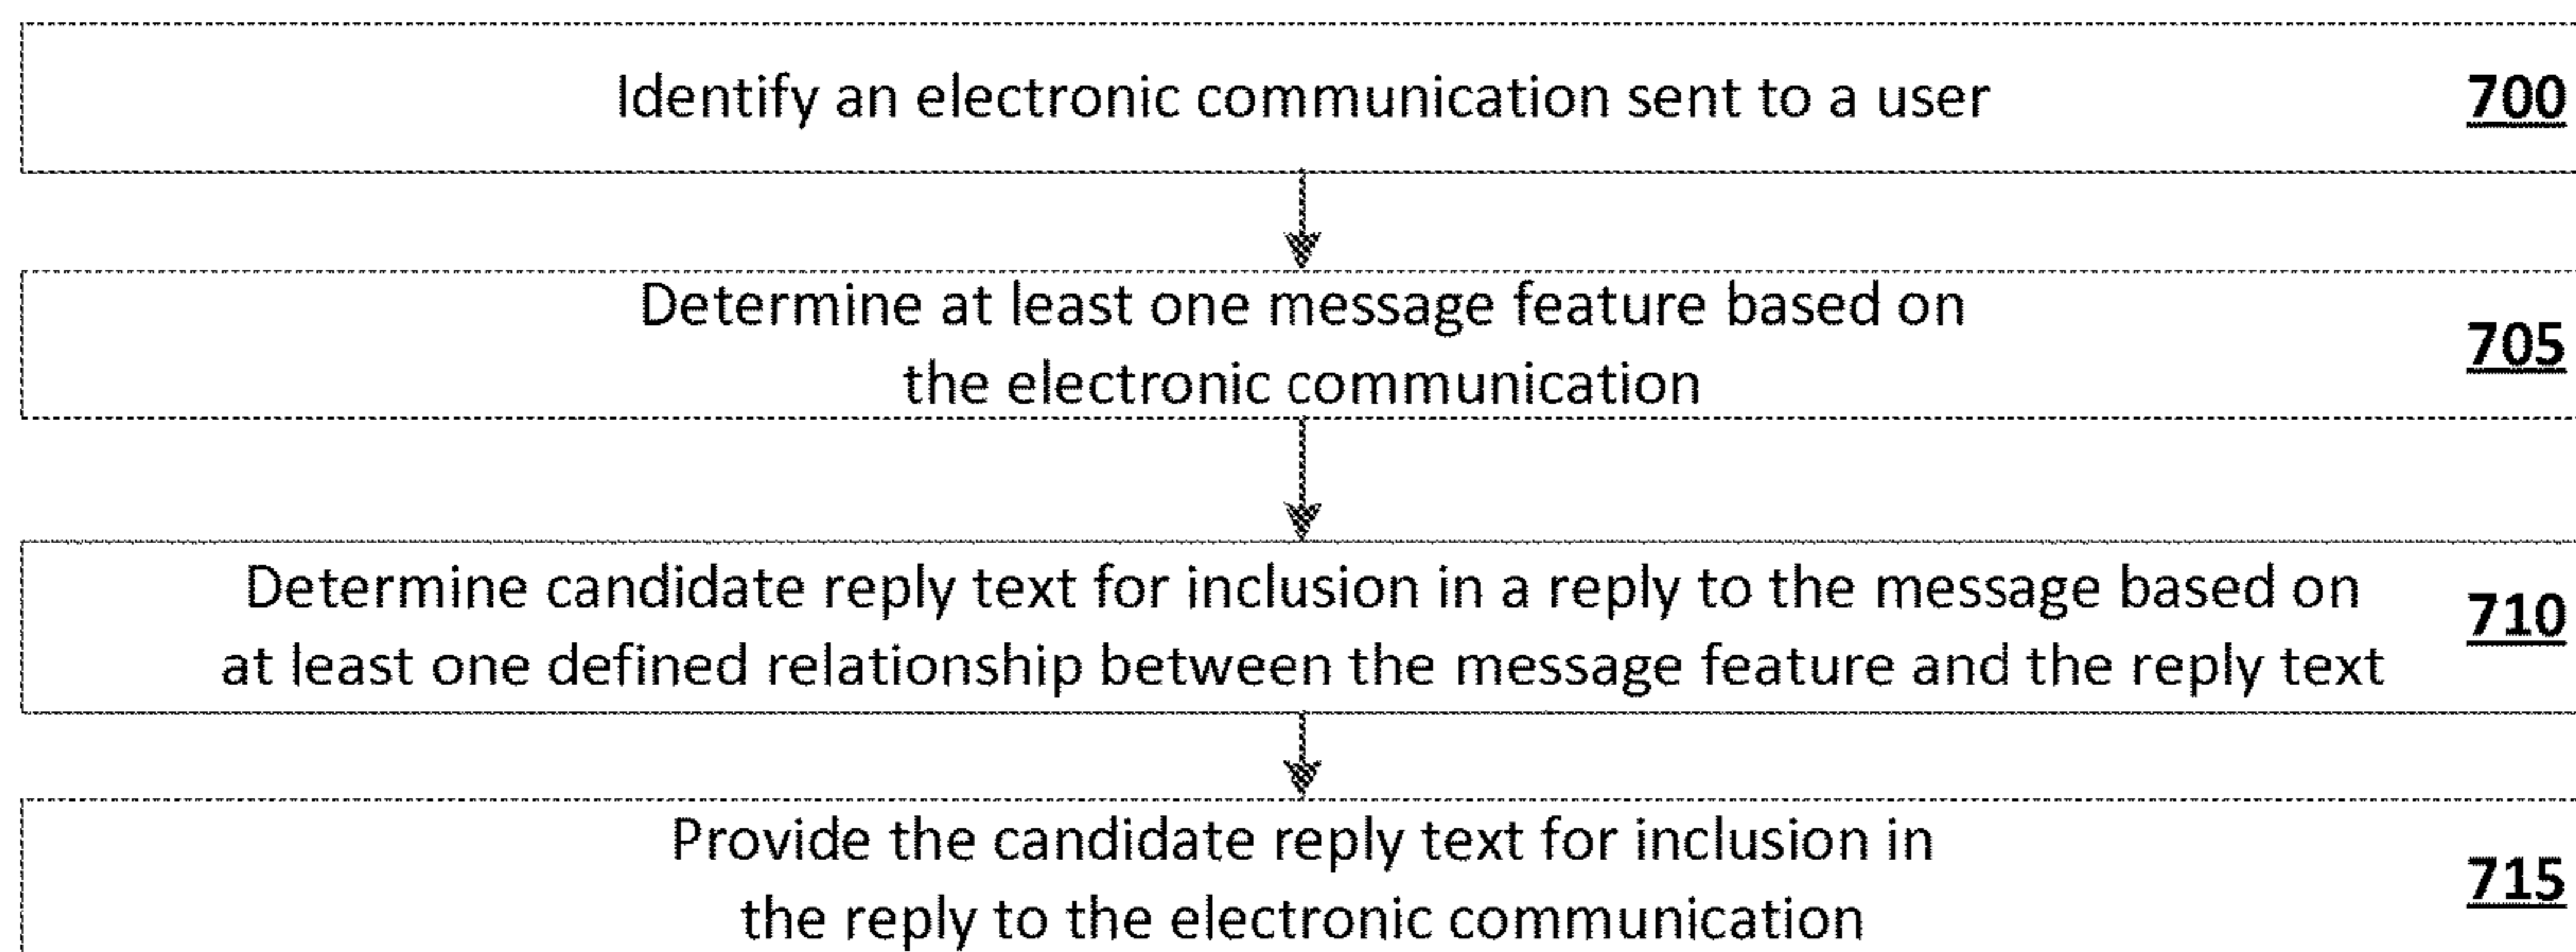 Identify an electronic communication sent to a user 700
Determine at least one message feature based on
the electronic communication
705
Determine candidate reply text for inclusion in a reply to the message based on
at least one defined relationship between the message feature and the reply text
710
Provide the candidate reply text for inclusion in
the reply to the electronic communication
715